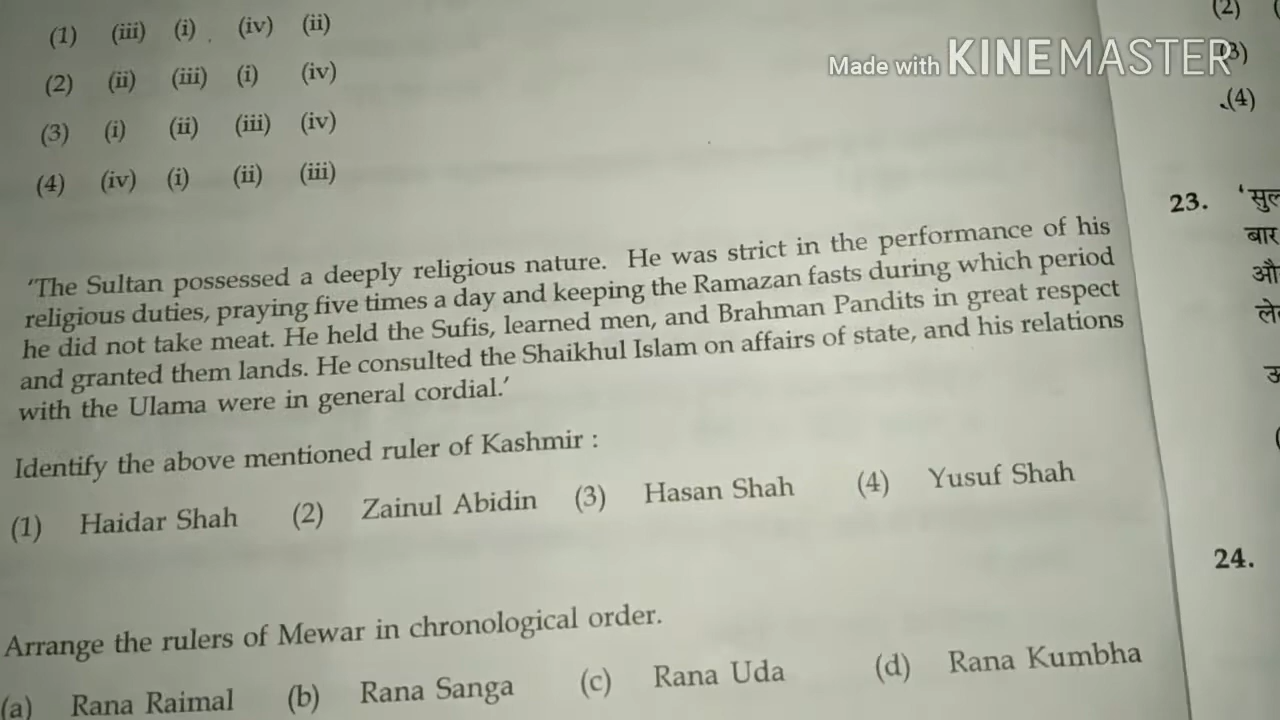 (1) (iii) (i) (iv) (ii)
(2) (ii) (iii) (i) (iv)
(3) (i) (ii) (iii) (iv)
(4) (iv) (i) (ii) (iii)
Made with KINEMASTER
'The Sultan possessed a deeply religious nature. He was strict in the performance of his
religious duties, praying five times a day and keeping the Ramazan fasts during which period
he did not take meat. He held the Sufis, learned men, and Brahman Pandits in great respect
and granted them lands. He consulted the Shaikhul Islam on affairs of state, and his relations
with the Ulama were in general cordial.'
Identify the above mentioned ruler of Kashmir :
(1) Haidar Shah (2) Zainul Abidin (3) Hasan Shah (4) Yusuf Shah
Arrange the rulers of Mewar in chronological order.
(a) Rana Raimal (b) Rana Sanga (c) Rana Uda (d) Rana Kumbha
(2)
(3)
(4)
23.
बार
24.